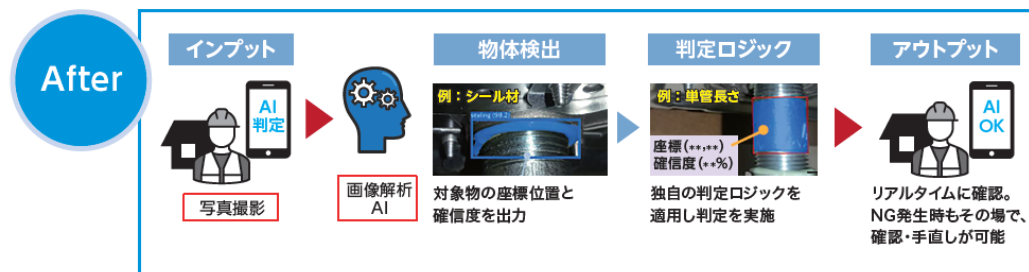 After
インプット
AI
判定
写真撮影
画像解析
AI
物体検出
例：シール材
sealing (98.2)
対象物の座標位置と
確信度を出力
判定ロジック
例：単管長さ
座標(**,**)
確信度(**%)
独自の判定ロジックを
適用し判定を実施
アウトプット
AI
OK
リアルタイムに確認。
NG発生時もその場で、
確認・手直しが可能